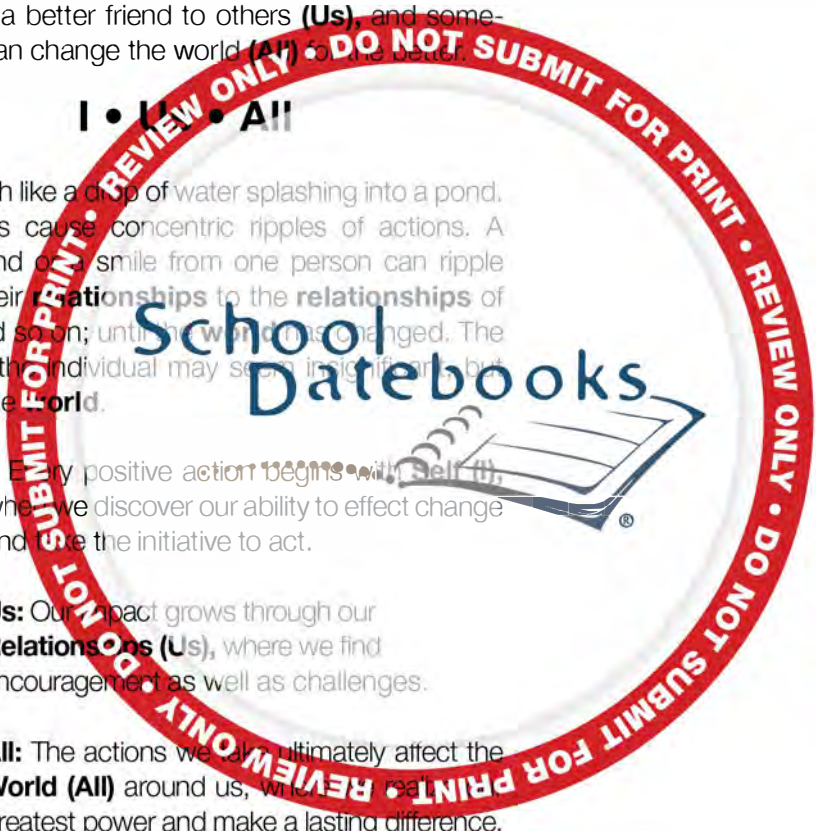 a better friend to others (Us), and some-
an change the world (All) for the better.
I • Us • All
h like a drop of water splashing into a pond.
s cause concentric ripples of actions. A
nd or a smile from one person can ripple
eir relationships to the relationships of
d so on; until the world has changed. The
the individual may seem insignificant, but
e world.
Every positive action begins with Self (I),
when we discover our ability to effect change
nd take the initiative to act.
Us: Our impact grows through our
Relationships (Us), where we find
encouragement as well as challenges.
All: The actions we take ultimately affect the
World (All) around us, where we
greatest power and make a lasting difference.
REVIEW ONLY • DO NOT SUBMIT FOR PRINT • REVIEW ONLY • DO NOT SUBMIT FOR PRINT • REVIEW ONLY • DO NOT SUBMIT FOR PRINT •
School
Datebooks
®